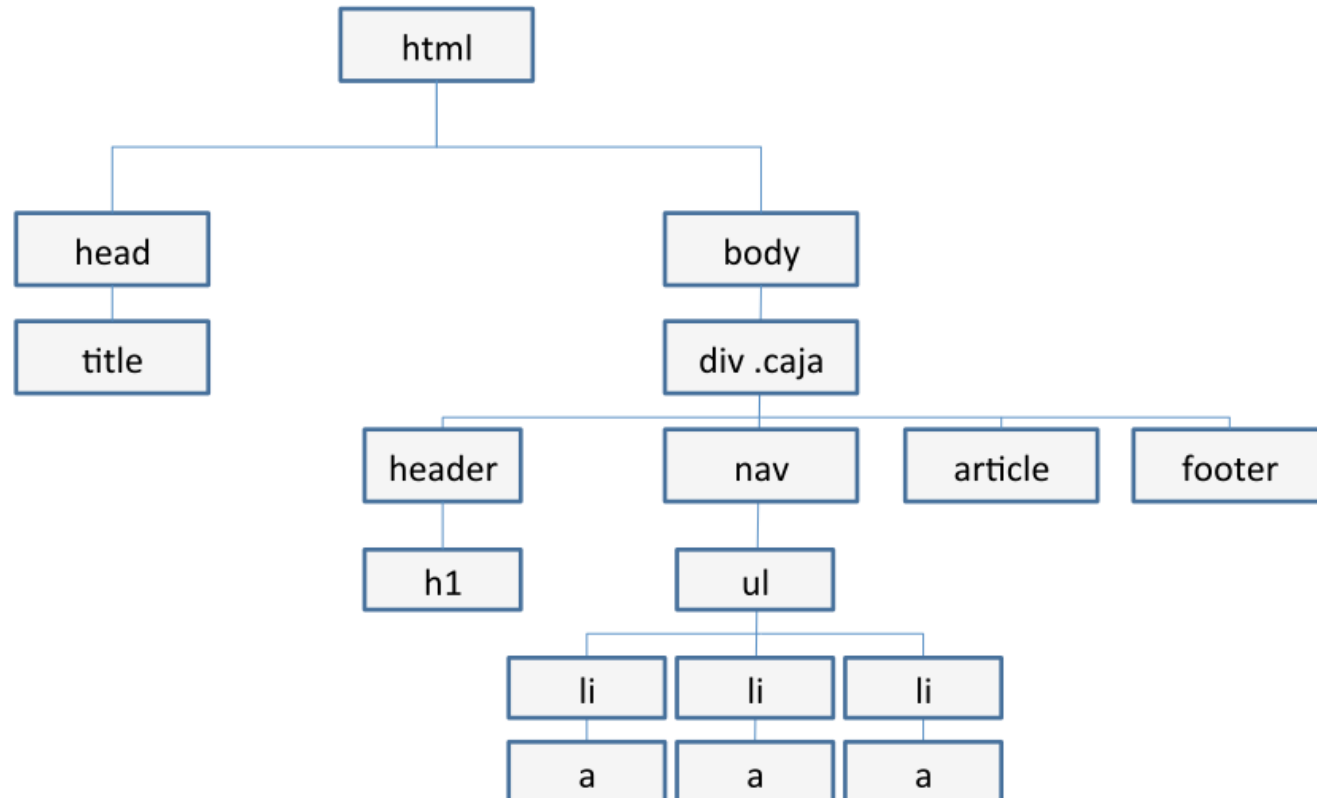 html
head
body
title
div .caja
header
nav
article
footer
h1
ul
li
li
li
a
a
a